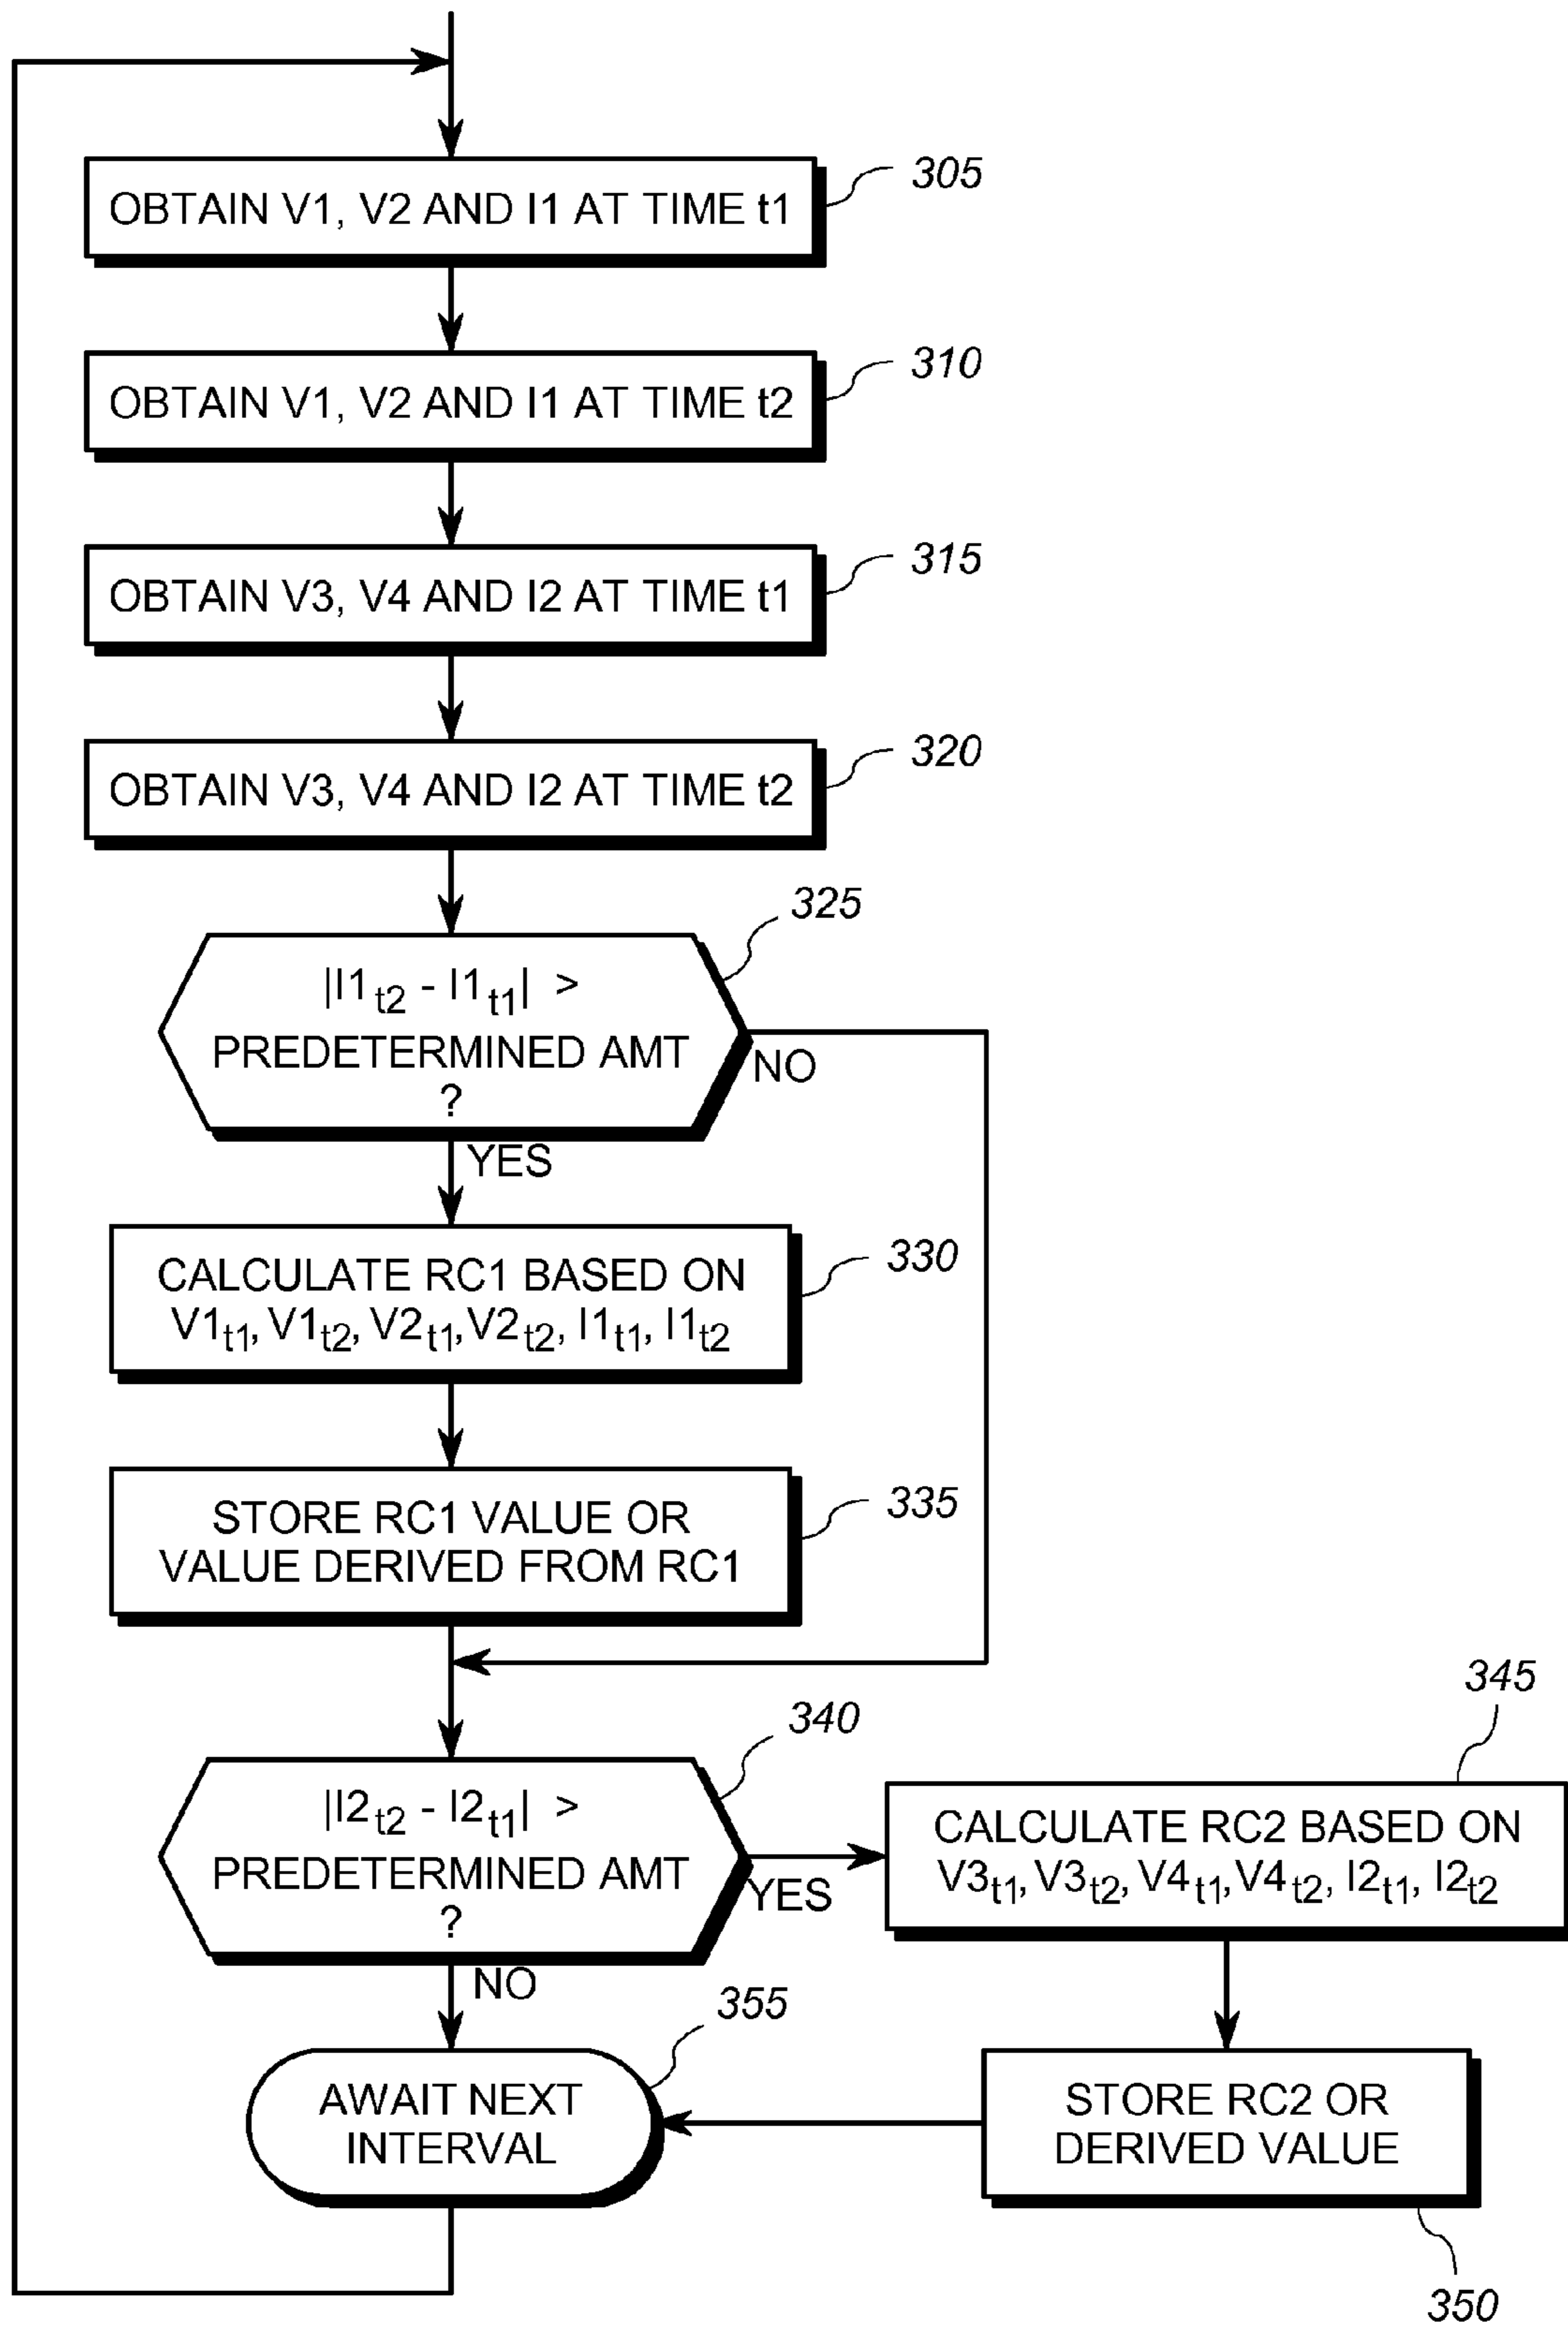 305
OBTAIN V1, V2 AND I1 AT TIME t1
310
OBTAIN V1, V2 AND I1 AT TIME t2
315
OBTAIN V3, V4 AND I2 AT TIME t1
320
OBTAIN V3, V4 AND I2 AT TIME t2
325
|I1t2 - I1t1| >
PREDETERMINED AMT
?
NO
YES
330
CALCULATE RC1 BASED ON
V1t1, V1t2, V2t1, V2t2, I1t1, I1t2
335
STORE RC1 VALUE OR
VALUE DERIVED FROM RC1
340
|I2t2 - I2t1| >
PREDETERMINED AMT
?
YES
NO
345
CALCULATE RC2 BASED ON
V3t1, V3t2, V4t1, V4t2, I2t1, I2t2
355
AWAIT NEXT
INTERVAL
STORE RC2 OR
DERIVED VALUE
350